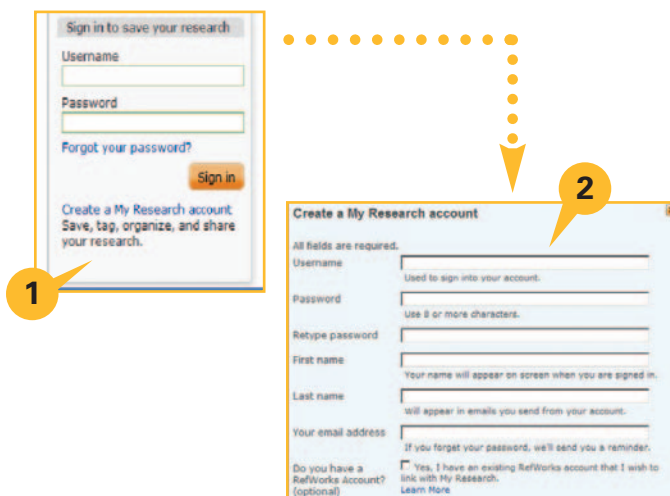 Sign in to save your research
Username
Password
Forgot your password?
Sign in
Create a My Research account
Save, tag, organize, and share
your research.
1
2
Create a My Research account
All fields are required.
Username
Used to sign into your account.
Password
Use 8 or more characters.
Retype password
First name
Your name will appear on screen when you are signed in.
Last name
Will appear in emails you send from your account.
Your email address
If you forget your password, we'll send you a reminder.
Do you have a
RefWorks Account?
(optional)
Yes, I have an existing RefWorks account that I wish to
link with My Research.
Learn More